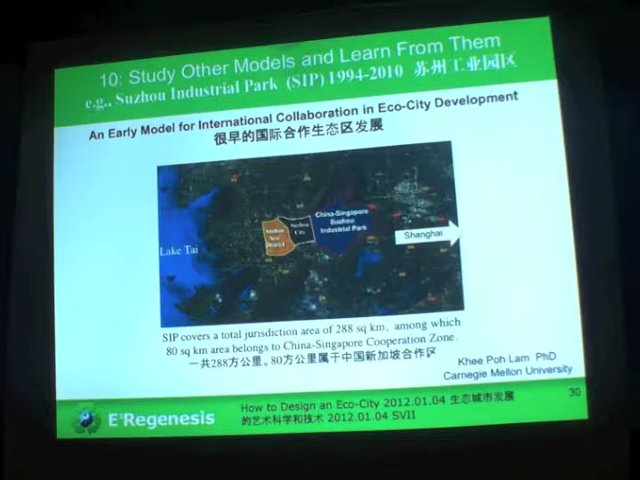 10: Study Other Models and Learn From Them
e.g., Suzhou Industrial Park (SIP) 1994-2010 苏州工业园区
An Early Model for International Collaboration in Eco-City Development
很早的国际合作生态区发展
China-Singapore
Suzhou
Industrial Park
Suzhou
City
District
Lake Tai
Shanghai
SIP covers a total jurisdiction area of 288 sq km, among which
80 sq km area belongs to China-Singapore Cooperation Zone.
一共288方公里。80方公里属于中国新加坡合作区
Khee Poh Lam PhD
Carnegie Mellon University
30
E³Regenesis
How to Design an Eco-City 2012.01.04 生态城市发展
的艺术科学和技术 2012.01.04 SVII